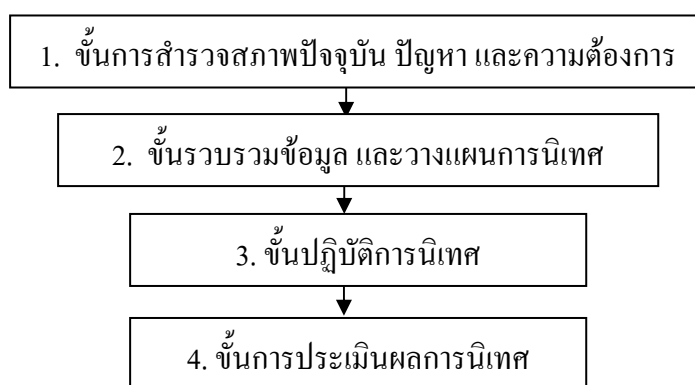 1. ขั้นการสำรวจสภาพปัจจุบัน ปัญหา และความต้องการ
2. ขั้นรวบรวมข้อมูล และวางแผนการนิเทศ
3. ขั้นปฏิบัติการนิเทศ
4. ขั้นการประเมินผลการนิเทศ